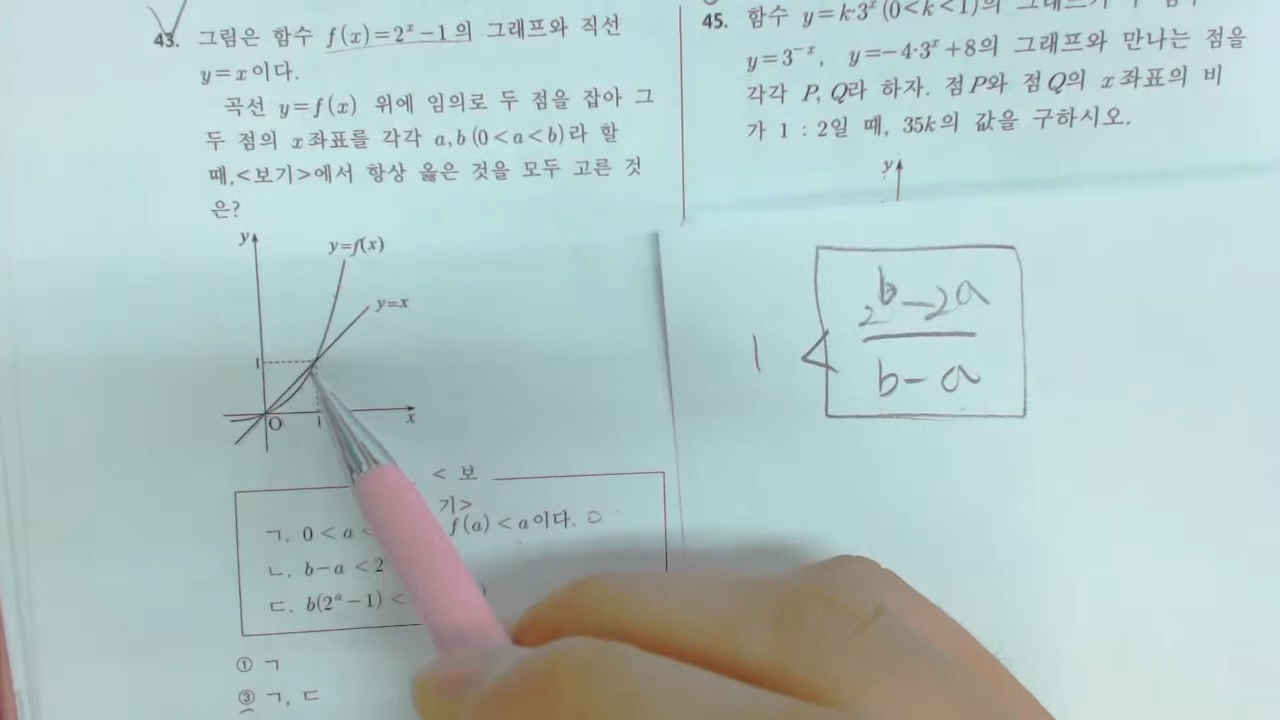 43. 그림은 함수 f(x)=2ˣ-1의 그래프와 직선
y=x이다.
곡선 y=f(x) 위에 임의로 두 점을 잡아 그
두 점의 x좌표를 각각 a, b (0<a<b)라 할
때,<보기>에서 항상 옳은 것을 모두 고른 것
은?
y
y=f(x)
y=x
1
O
1
x
< 보
기>
ㄱ. 0<a< f(a)<a이다. ○
ㄴ. b-a<2
ㄷ. b(2ᵃ-1)<
① ㄱ
③ ㄱ, ㄷ
45. 함수 y=k·3ˣ (0<k<1)의
y=3⁻ˣ, y=-4·3ˣ+8의 그래프와 만나는 점을
각각 P, Q라 하자. 점P와 점Q의 x좌표의 비
가 1 : 2일 때, 35k의 값을 구하시오.
y
2ᵇ-2ᵃ
1 <
b-a